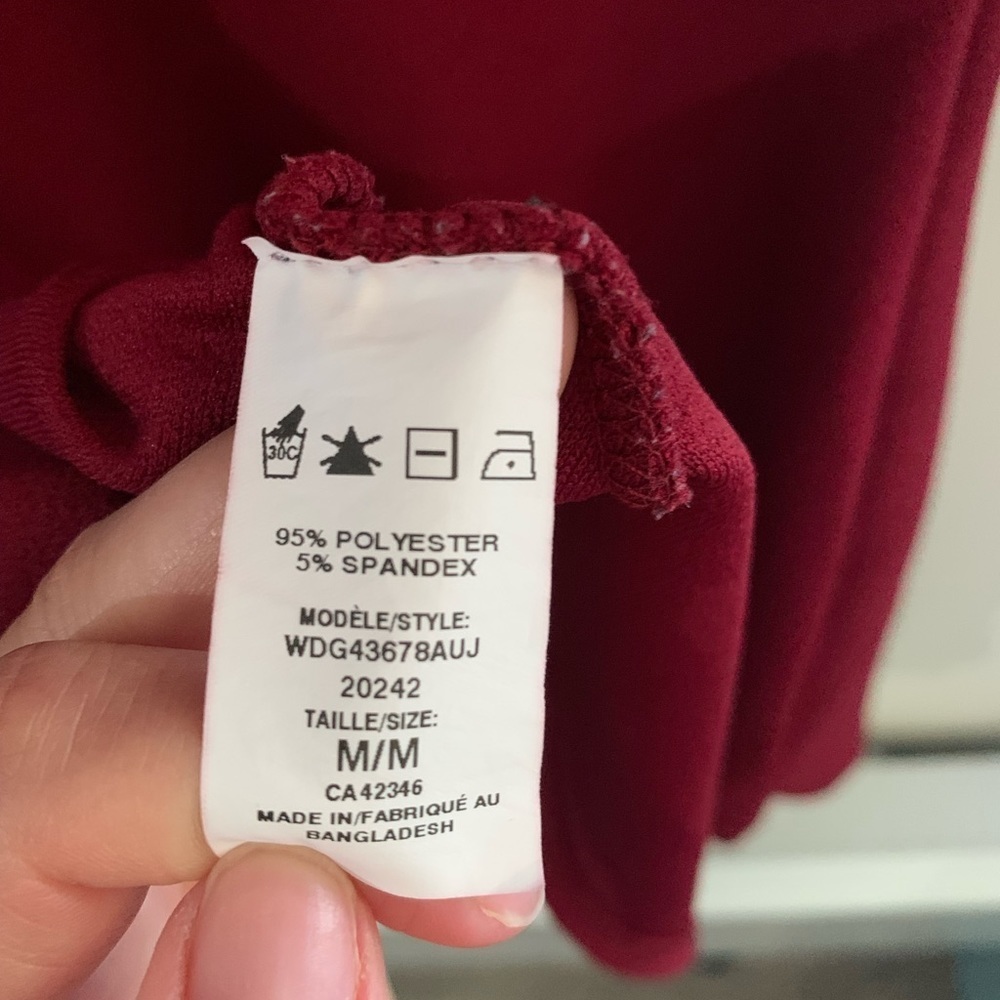 30C
95% POLYESTER
5% SPANDEX
MODÈLE/STYLE:
WDG43678AUJ
20242
TAILLE/SIZE:
M/M
CA42346
MADE IN/FABRIQUÉ AU
BANGLADESH